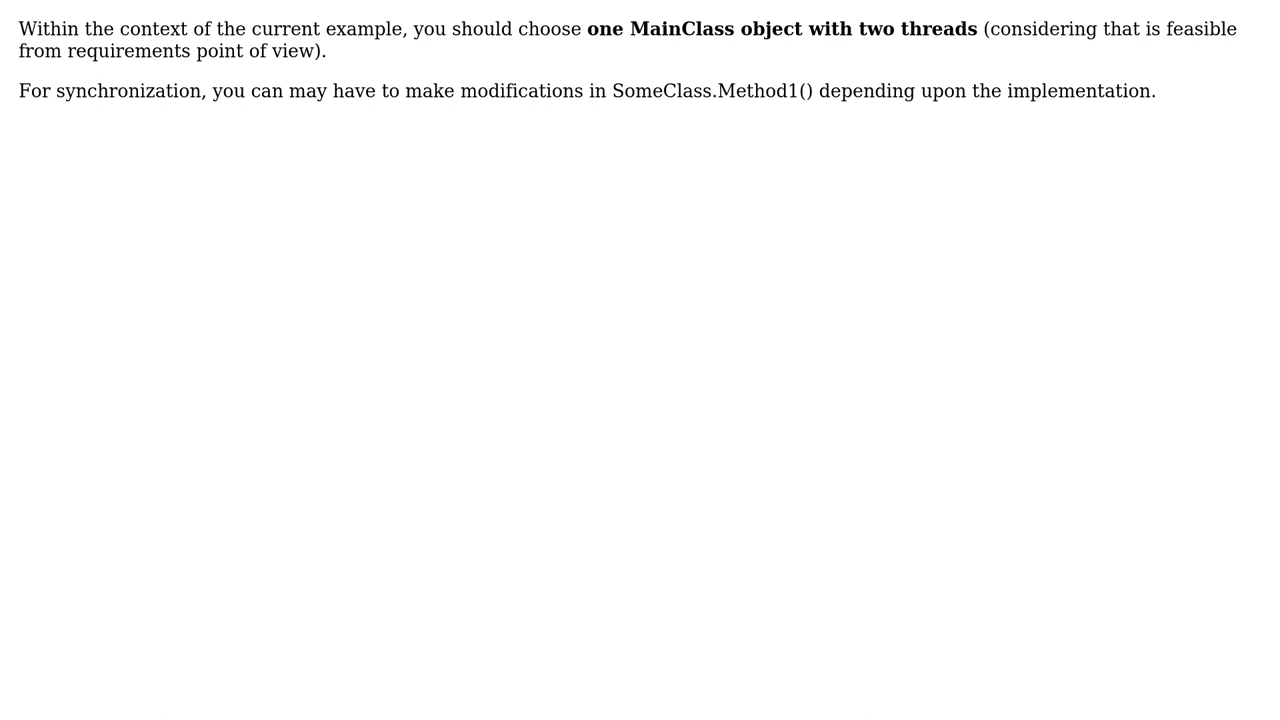 Within the context of the current example, you should choose one MainClass object with two threads (considering that is feasible
from requirements point of view).
For synchronization, you can may have to make modifications in SomeClass.Method1() depending upon the implementation.